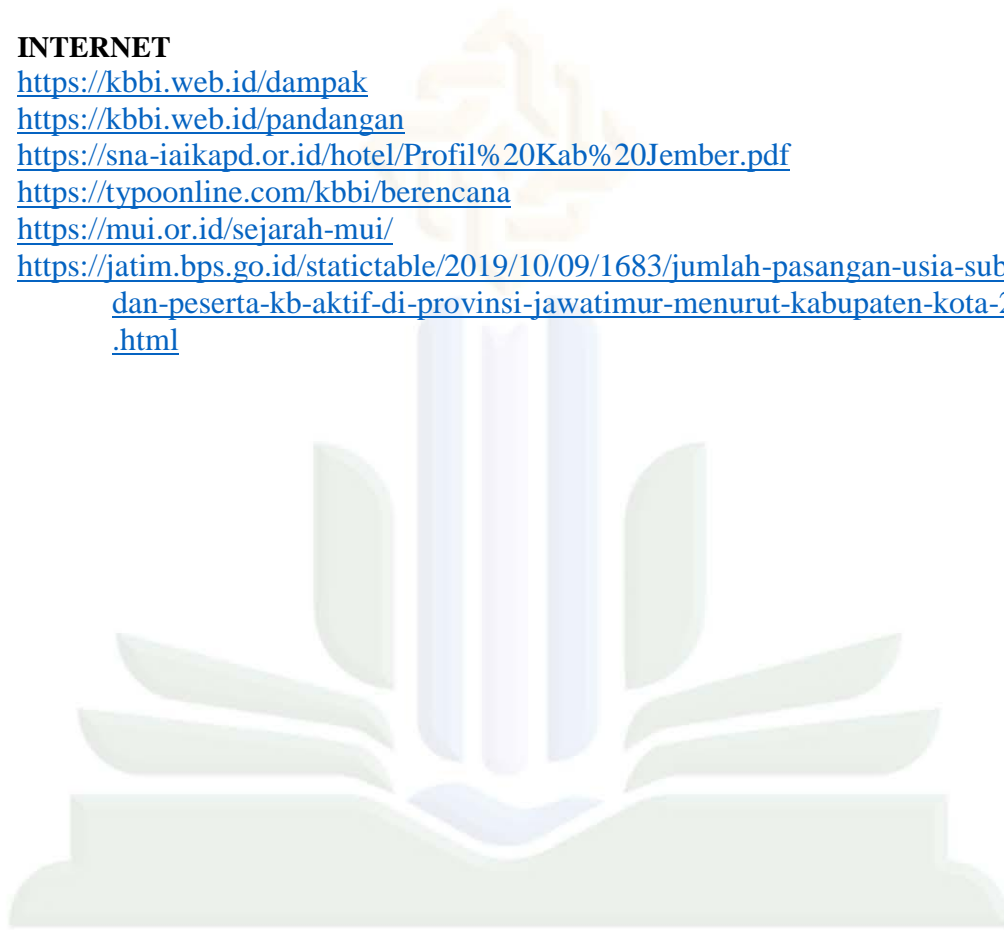 INTERNET
https://kbbi.web.id/dampak
https://kbbi.web.id/pandangan
https://sna-iaikapd.or.id/hotel/Profil%20Kab%20Jember.pdf
https://typoonline.com/kbbi/berencana
https://mui.or.id/sejarah-mui/
https://jatim.bps.go.id/statictable/2019/10/09/1683/jumlah-pasangan-usia-sub
dan-peserta-kb-aktif-di-provinsi-jawatimur-menurut-kabupaten-kota-2
.html